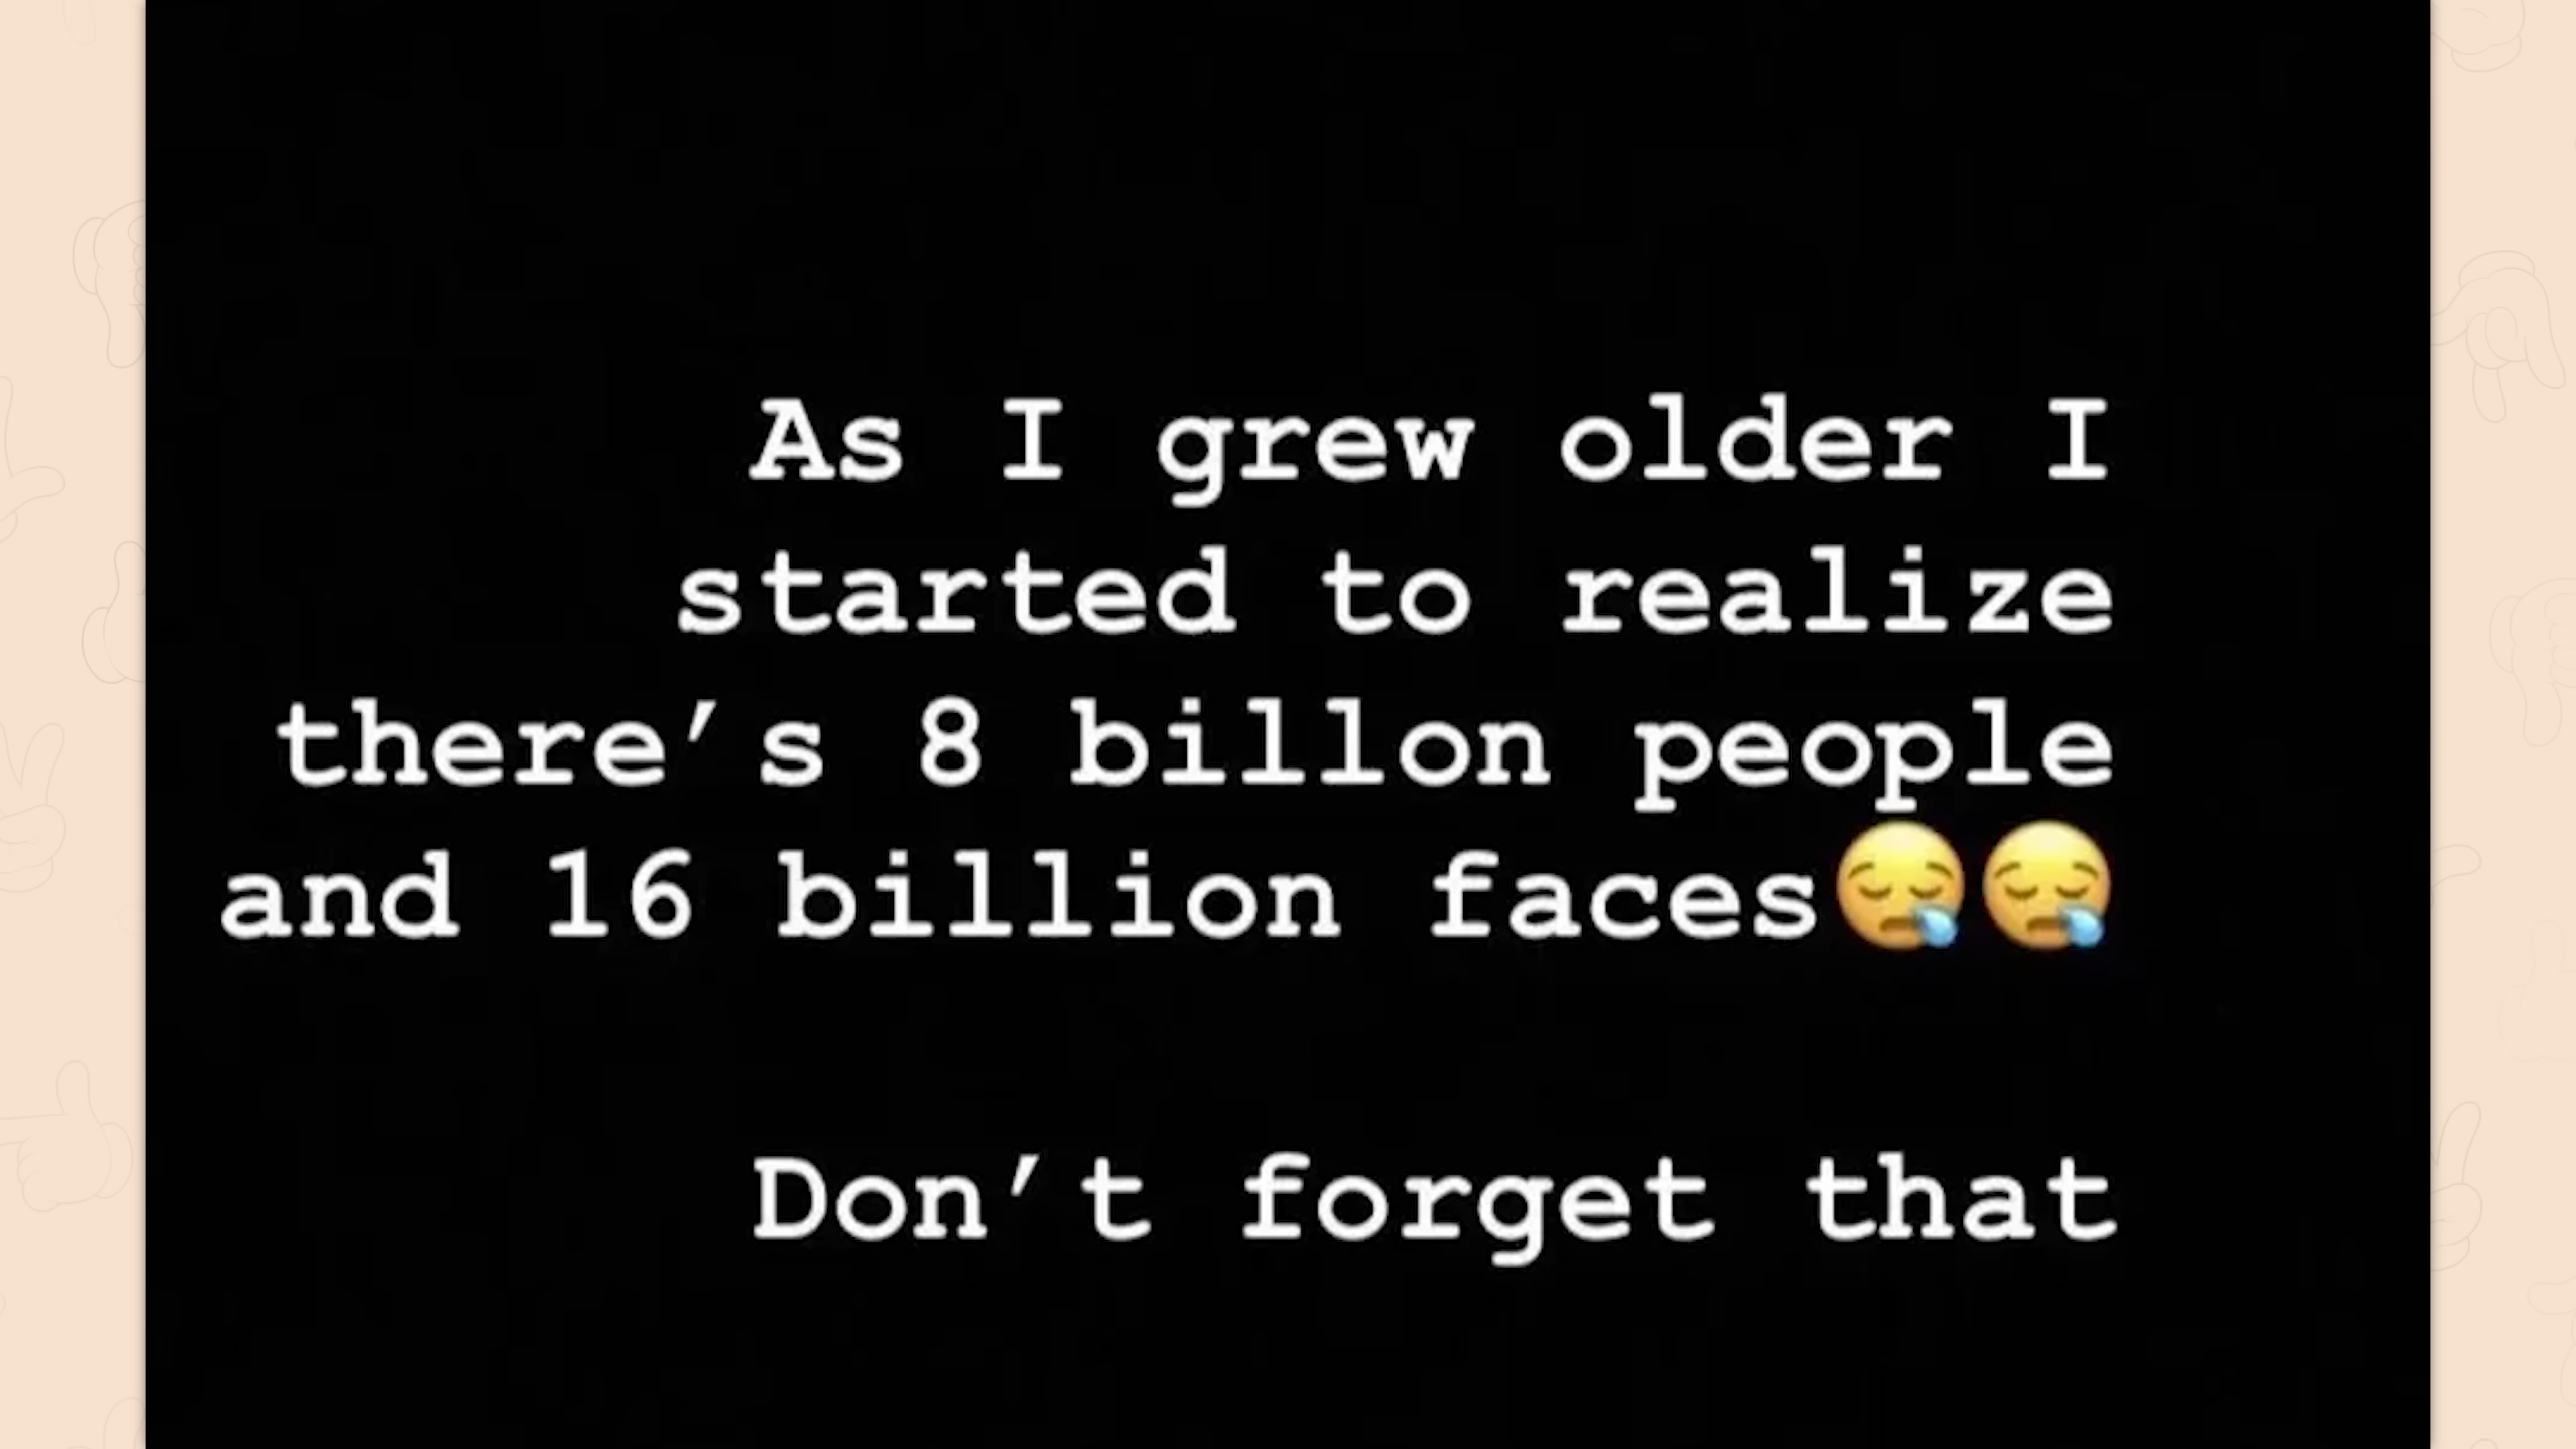 As I grew older I
started to realize
there’s 8 billon people
and 16 billion faces😪😪
Don’t forget that